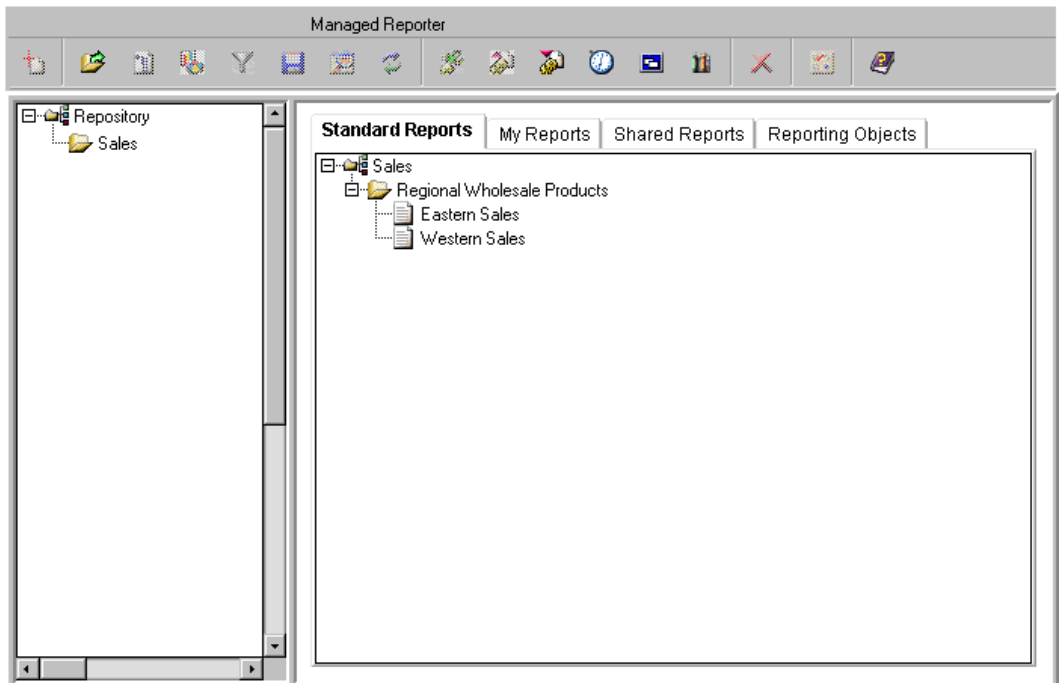 Managed Reporter
Repository
Sales
Standard Reports
My Reports
Shared Reports
Reporting Objects
Sales
Regional Wholesale Products
Eastern Sales
Western Sales